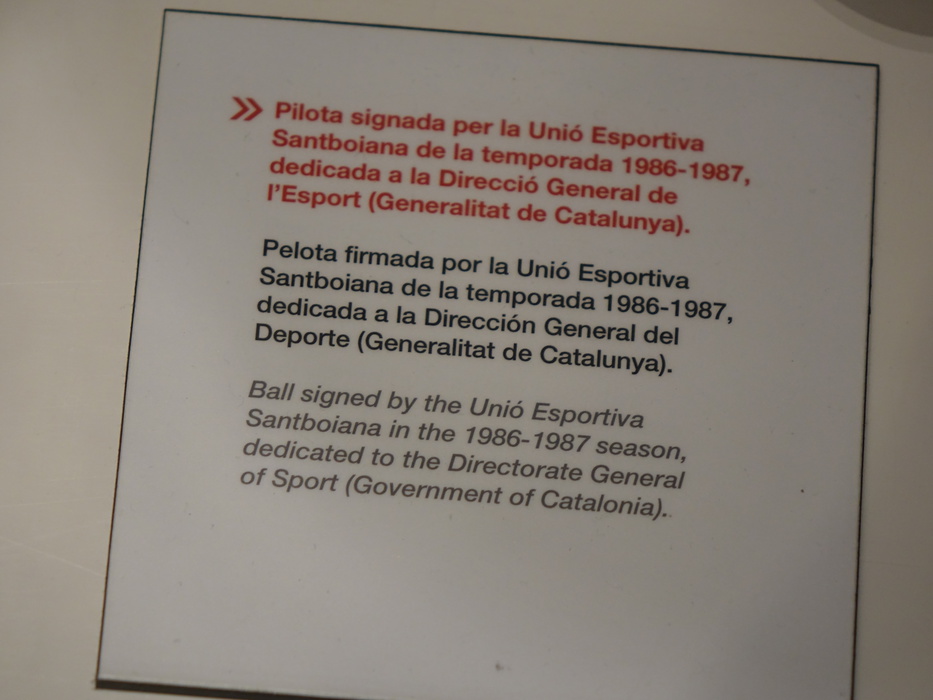 » Pilota signada per la Unió Esportiva
Santboiana de la temporada 1986-1987,
dedicada a la Direcció General de
l'Esport (Generalitat de Catalunya).
Pelota firmada por la Unió Esportiva
Santboiana de la temporada 1986-1987,
dedicada a la Dirección General del
Deporte (Generalitat de Catalunya).
Ball signed by the Unió Esportiva
Santboiana in the 1986-1987 season,
dedicated to the Directorate General
of Sport (Government of Catalonia).